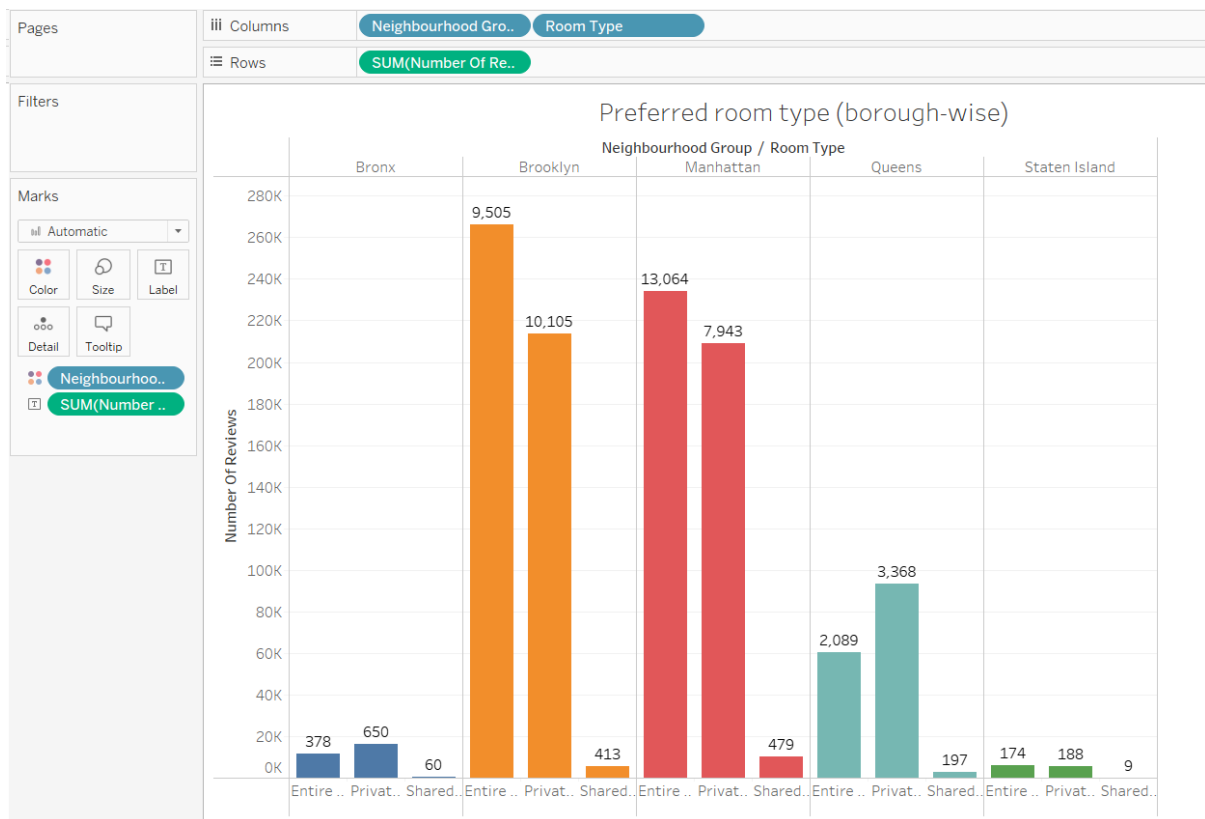 Pages
Columns
Neighbourhood Gro..
Room Type
Rows
SUM(Number Of Re..
Filters
Marks
Automatic
Color
Size
Label
Detail
Tooltip
Neighbourhoo..
SUM(Number ..
Preferred room type (borough-wise)
Neighbourhood Group / Room Type
Bronx Brooklyn Manhattan Queens Staten Island
Number Of Reviews
280K
260K
240K
220K
200K
180K
160K
140K
120K
100K
80K
60K
40K
20K
0K
378 650 60
9,505 10,105 413
13,064 7,943 479
2,089 3,368 197
174 188 9
Entire .. Privat.. Shared.. Entire .. Privat.. Shared.. Entire .. Privat.. Shared.. Entire .. Privat.. Shared.. Entire .. Privat.. Shared..